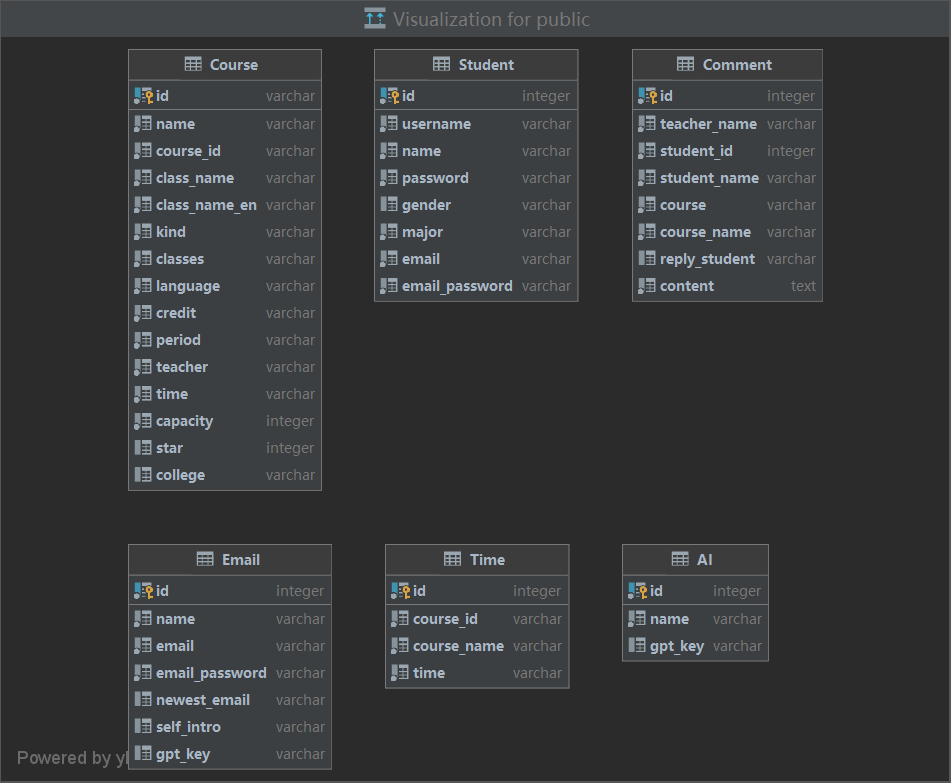 Visualization for public
Course
id varchar
name varchar
course_id varchar
class_name varchar
class_name_en varchar
kind varchar
classes varchar
language varchar
credit varchar
period varchar
teacher varchar
time varchar
capacity integer
star integer
college varchar
Student
id integer
username varchar
name varchar
password varchar
gender varchar
major varchar
email varchar
email_password varchar
Comment
id integer
teacher_name varchar
student_id integer
student_name varchar
course varchar
course_name varchar
reply_student varchar
content text
Email
id integer
name varchar
email varchar
email_password varchar
newest_email varchar
self_intro varchar
gpt_key varchar
Time
id integer
course_id varchar
course_name varchar
time varchar
AI
id integer
name varchar
gpt_key varchar
Powered by